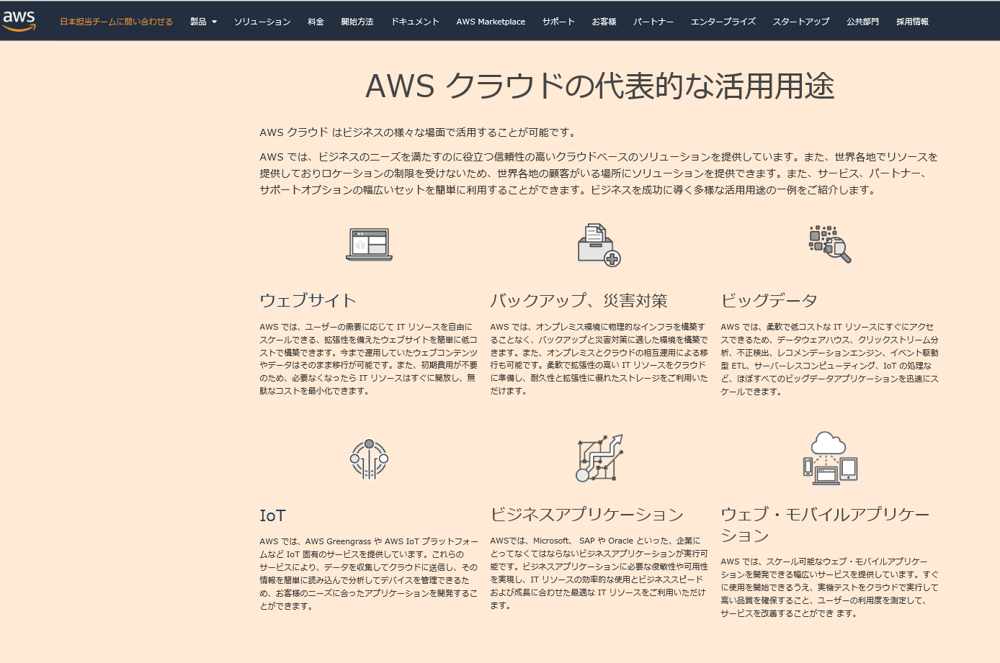 aws
日本担当チームに問い合わせる 製品 ソリューション 料金 開始方法 ドキュメント AWS Marketplace サポート お客様 パートナー エンタープライズ スタートアップ 公共部門 採用情報
AWS クラウドの代表的な活用用途
AWS クラウド はビジネスの様々な場面で活用することが可能です。
AWS では、ビジネスのニーズを満たすのに役立つ信頼性の高いクラウドベースのソリューションを提供しています。また、世界各地でリソースを
提供しておりロケーションの制限を受けないため、世界各地の顧客がいる場所にソリューションを提供できます。また、サービス、パートナー、
サポートオプションの幅広いセットを簡単に利用することができます。ビジネスを成功に導く多様な活用用途の一例をご紹介します。
ウェブサイト
AWS では、ユーザーの需要に応じて IT リソースを自由に
スケールできる、拡張性を備えたウェブサイトを簡単に低コ
ストで構築できます。今まで運用していたウェブコンテンツ
やデータはそのまま移行が可能です。また、初期費用が不要
のため、必要なくなったら IT リソースはすぐに開放し、無
駄なコストを最小化できます。
バックアップ、災害対策
AWS では、オンプレミス環境に物理的なインフラを構築す
ることなく、バックアップと災害対策に適した環境を構築で
きます。また、オンプレミスとクラウドの相互運用による移
行も可能です。柔軟で拡張性の高い IT リソースをクラウド
に準備し、耐久性と拡張性に優れたストレージをご利用いた
だけます。
ビッグデータ
AWS では、柔軟で低コストな IT リソースにすぐにアクセ
スできるため、データウェアハウス、クリックストリーム分
析、不正検出、レコメンデーションエンジン、イベント駆動
型 ETL、サーバーレスコンピューティング、IoT の処理な
ど、ほぼすべてのビッグデータアプリケーションを迅速にス
ケールできます。
IoT
AWS では、AWS Greengrass や AWS IoT プラットフォー
ムなど IoT 固有のサービスを提供しています。これらの
サービスにより、データを収集してクラウドに送信し、その
情報を簡単に読み込んで分析してデバイスを管理できるた
め、お客様のニーズに合ったアプリケーションを開発するこ
とができます。
ビジネスアプリケーション
AWSでは、Microsoft、 SAP や Oracle といった、企業に
とってなくてはならないビジネスアプリケーションが実行可
能です。ビジネスアプリケーションに必要な俊敏性や可用性
を実現し、IT リソースの効率的な使用とビジネススピード
および成長に合わせた最適な IT リソースをご利用いただけ
ます。
ウェブ・モバイルアプリケー
ション
AWS では、スケール可能なウェブ・モバイルアプリケー
ションを開発できる幅広いサービスを提供しています。すぐ
に使用を開始できるうえ、実機テストをクラウドで実行して
高い品質を確保すること、ユーザーの利用度を測定して、
サービスを改善することができ ます。